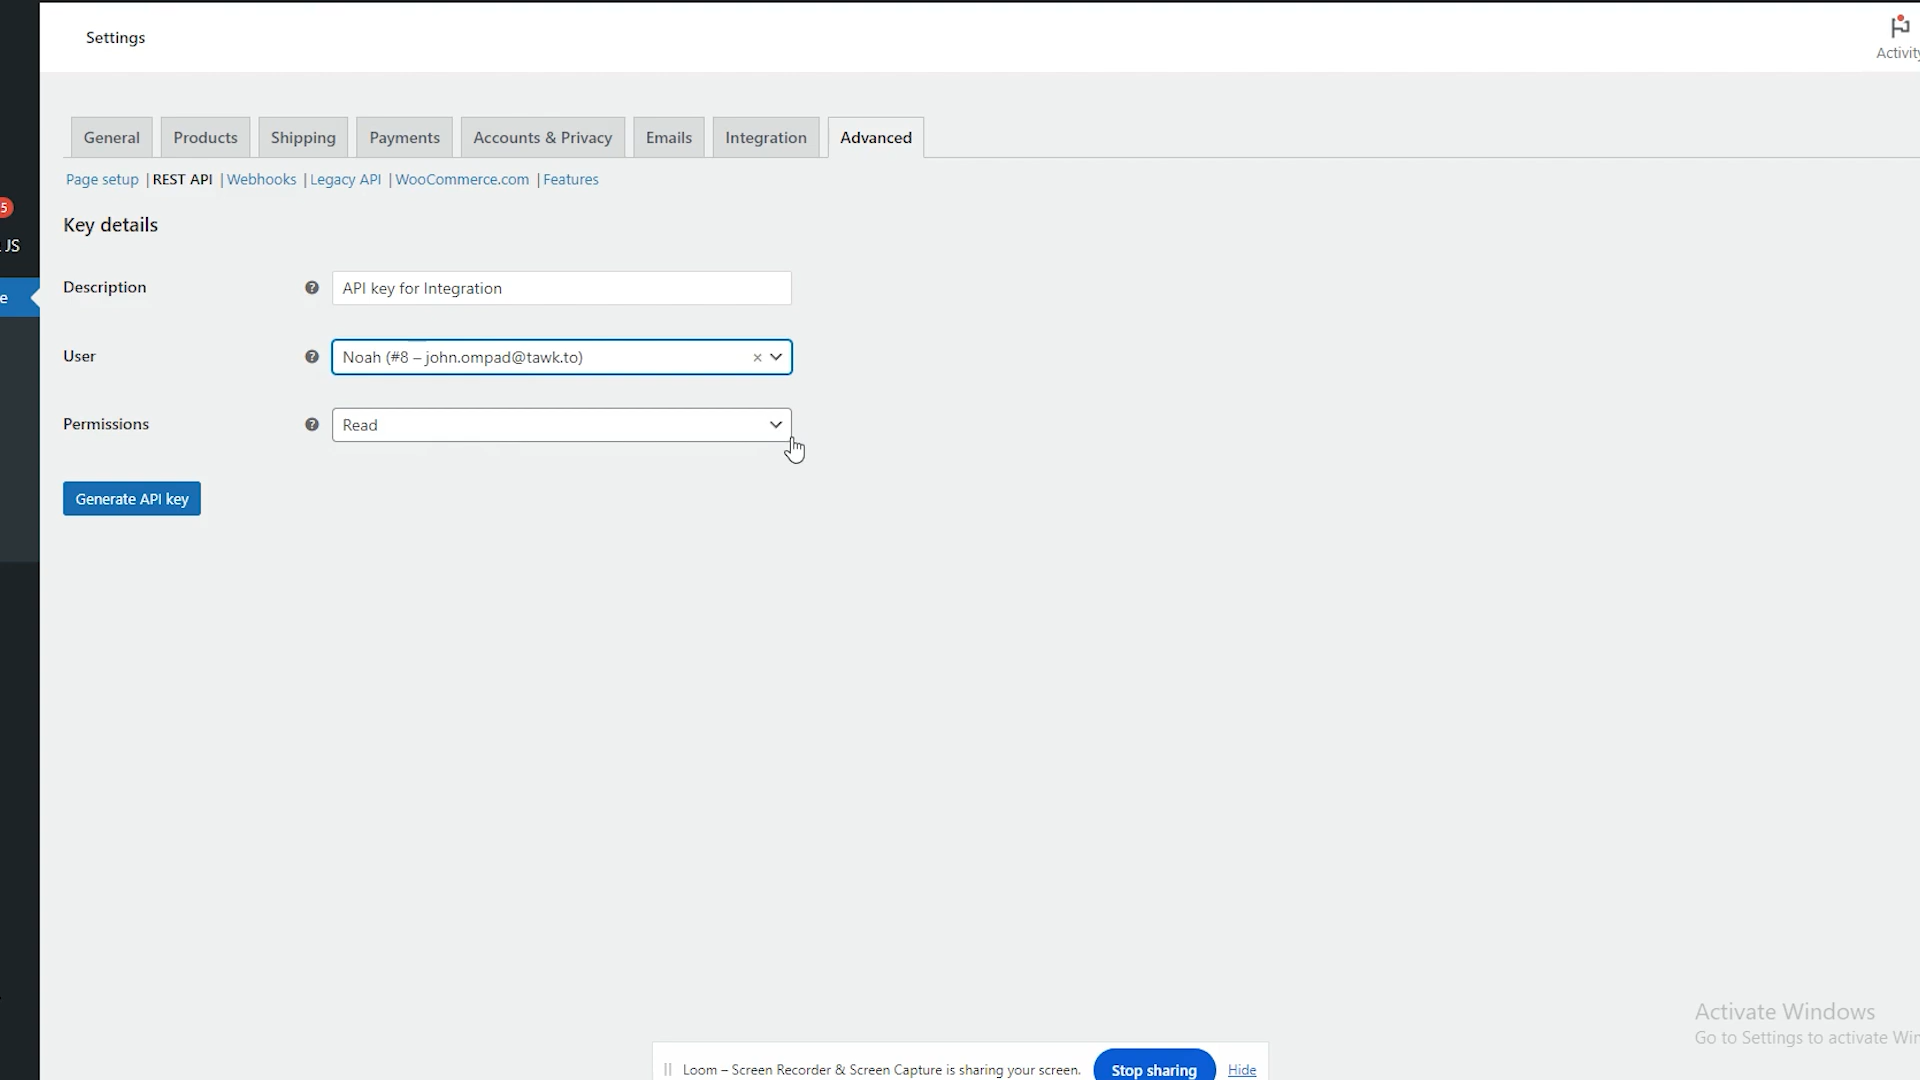 Settings
Activity
General
Products
Shipping
Payments
Accounts & Privacy
Emails
Integration
Advanced
Page setup | REST API | Webhooks | Legacy API | WooCommerce.com | Features
5
JS
e
Key details
Description
API key for Integration
User
Noah (#8 – john.ompad@tawk.to)
Permissions
Read
Generate API key
Activate Windows
Go to Settings to activate Win
Loom – Screen Recorder & Screen Capture is sharing your screen.
Stop sharing
Hide